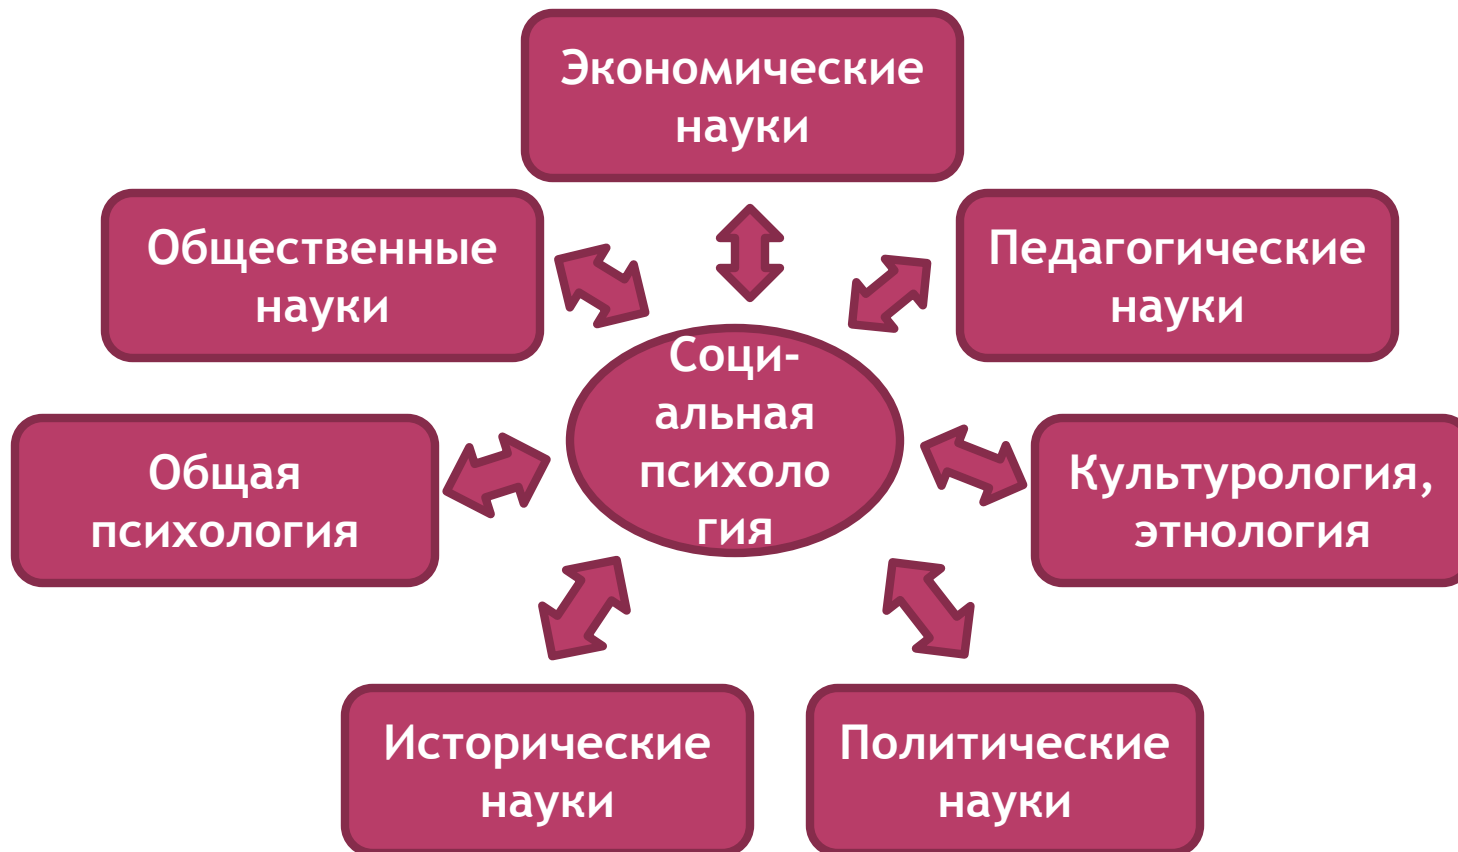 Экономические
науки
Общественные
науки
Педагогические
науки
Соци-
альная
психоло
гия
Общая
психология
Культурология,
этнология
Исторические
науки
Политические
науки